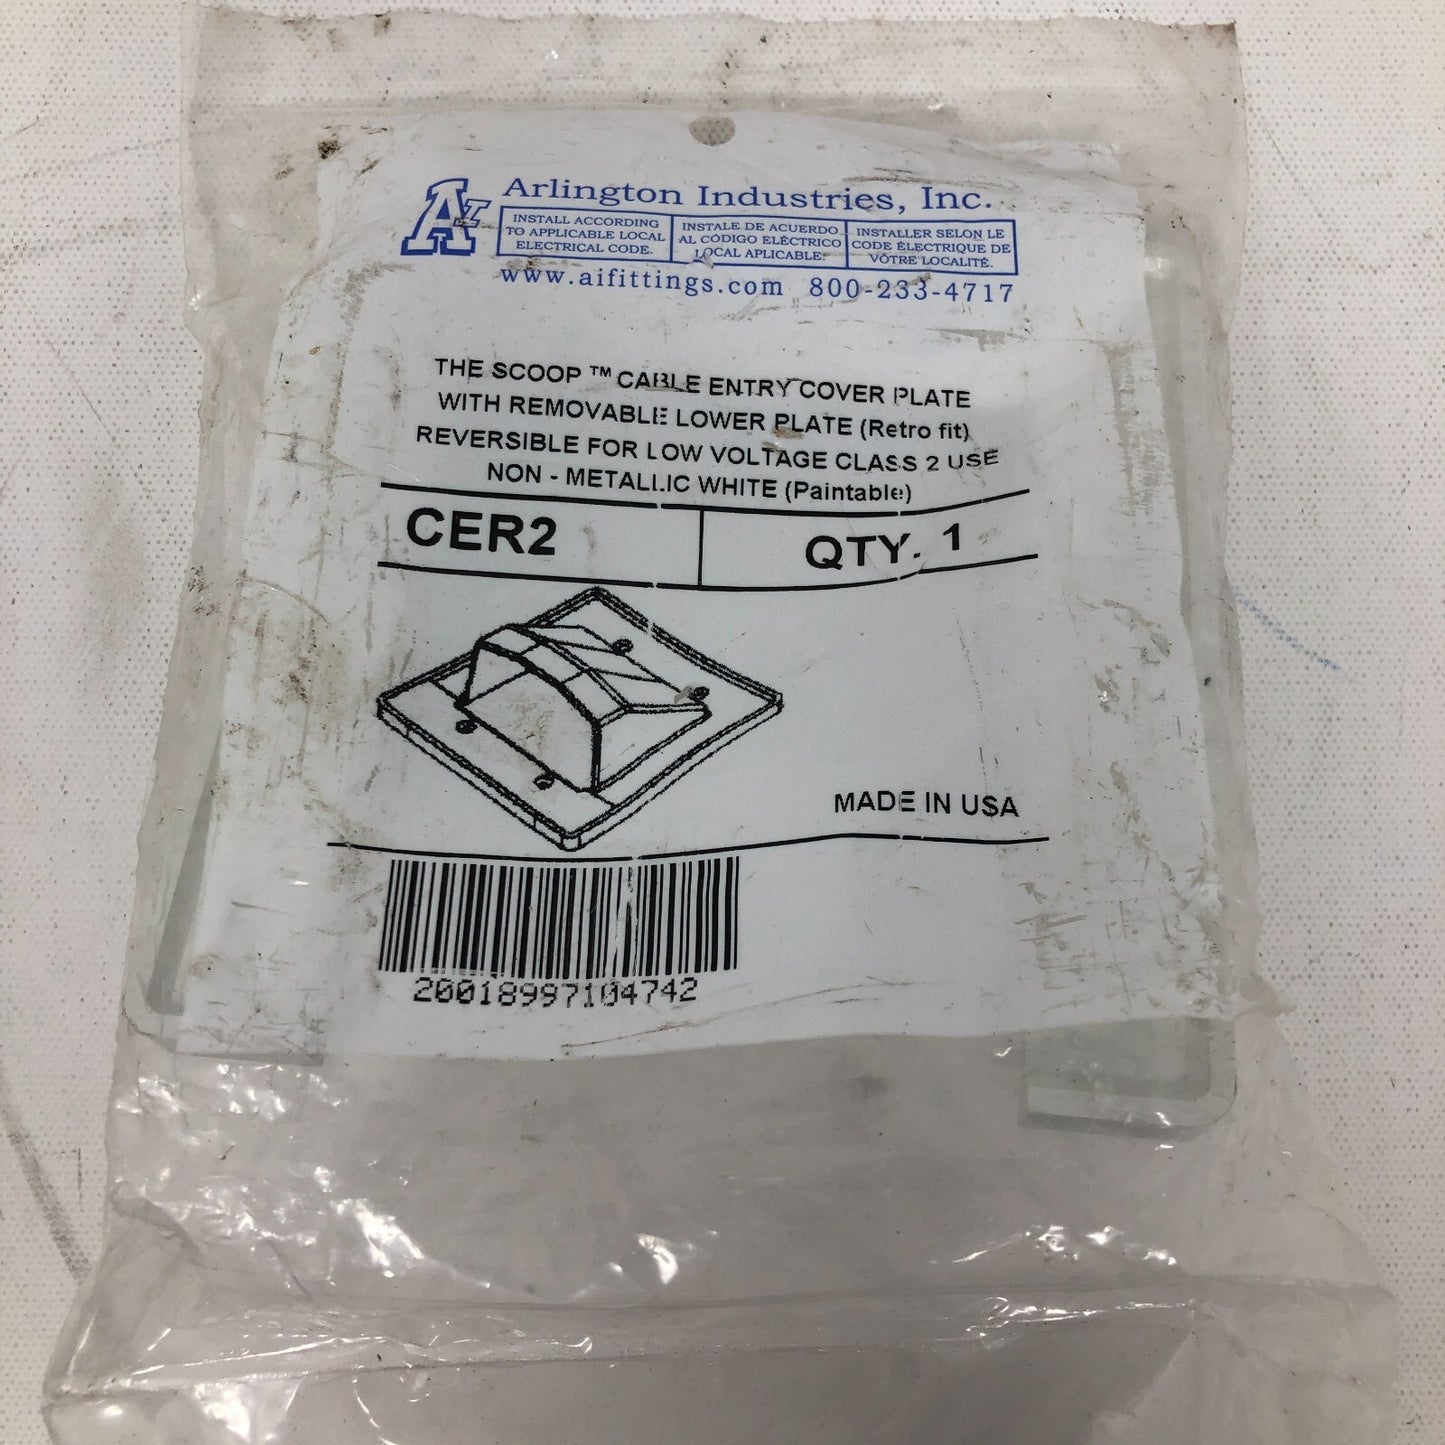 Arlington Industries, Inc.
INSTALL ACCORDING
TO APPLICABLE LOCAL
ELECTRICAL CODE.
INSTALE DE ACUERDO
AL CÓDIGO ELÉCTRICO
LOCAL APLICABLE.
INSTALLER SELON LE
CODE ÉLECTRIQUE DE
VÔTRE LOCALITÉ.
www.aifittings.com 800-233-4717
THE SCOOP ™ CABLE ENTRY COVER PLATE
WITH REMOVABLE LOWER PLATE (Retro fit)
REVERSIBLE FOR LOW VOLTAGE CLASS 2 USE
NON - METALLIC WHITE (Paintable)
CER2 QTY. 1
MADE IN USA
20018997104742